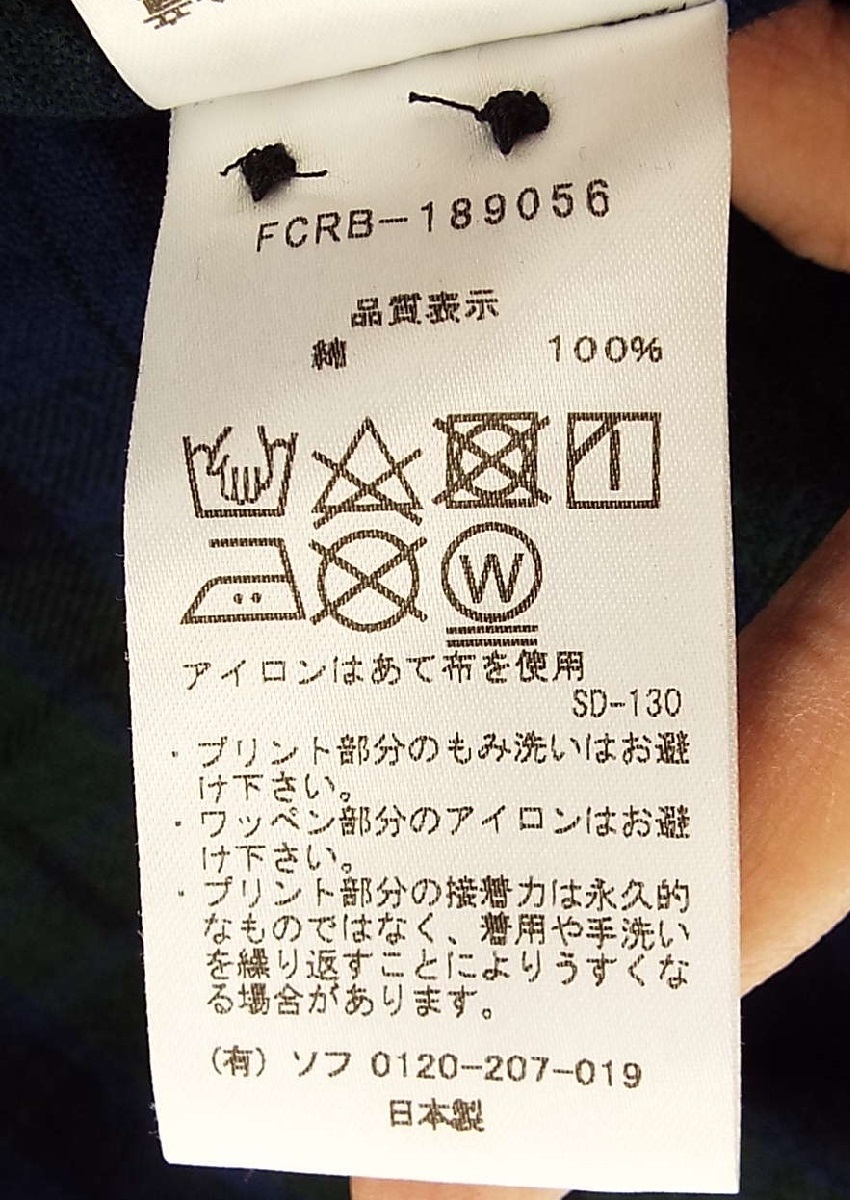 FCRB-189056
品質表示
綿 100%
W
アイロンはあて布を使用
SD-130
・プリント部分のもみ洗いはお避
け下さい。
・ワッペン部分のアイロンはお避
け下さい。
・プリント部分の接着力は永久的
なものではなく、着用や手洗い
を繰り返すことによりうすくな
る場合があります。
(有) ソフ 0120-207-019
日本製